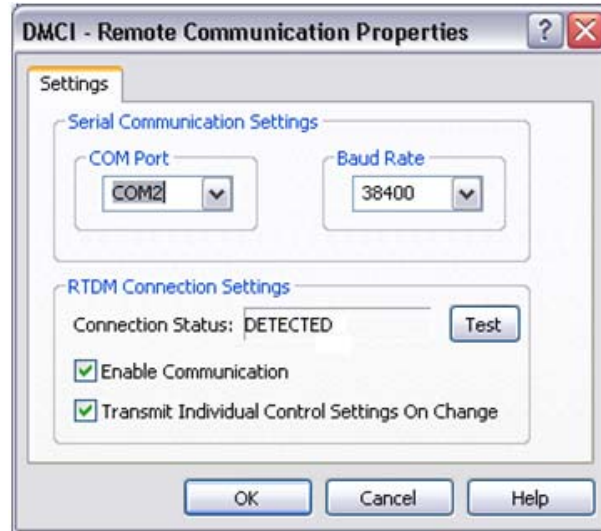 DMCI - Remote Communication Properties
Settings
Serial Communication Settings
COM Port
Baud Rate
COM2
38400
RTDM Connection Settings
Connection Status: DETECTED Test
Enable Communication
Transmit Individual Control Settings On Change
OK Cancel Help